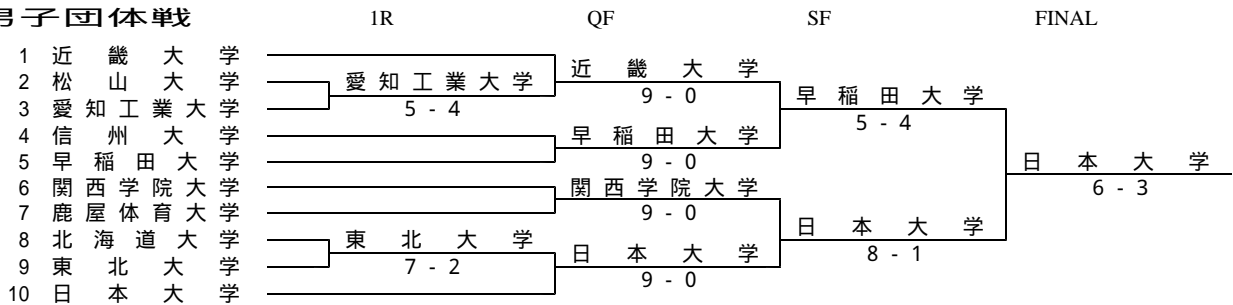 男子団体戦 1R QF SF FINAL
1 近畿大学
2 松山大学
3 愛知工業大学
4 信州大学
5 早稲田大学
6 関西学院大学
7 鹿屋体育大学
8 北海道大学
9 東北大学
10 日本大学
愛知工業大学
5 - 4
東北大学
7 - 2
近畿大学
9 - 0
早稲田大学
9 - 0
関西学院大学
9 - 0
日本大学
9 - 0
早稲田大学
5 - 4
日本大学
8 - 1
日本大学
6 - 3